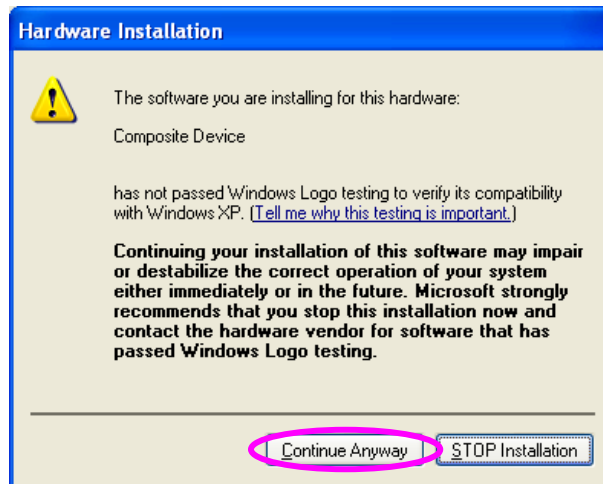 Hardware Installation
The software you are installing for this hardware:
Composite Device
has not passed Windows Logo testing to verify its compatibility
with Windows XP. (Tell me why this testing is important.)
Continuing your installation of this software may impair
or destabilize the correct operation of your system
either immediately or in the future. Microsoft strongly
recommends that you stop this installation now and
contact the hardware vendor for software that has
passed Windows Logo testing.
Continue Anyway STOP Installation